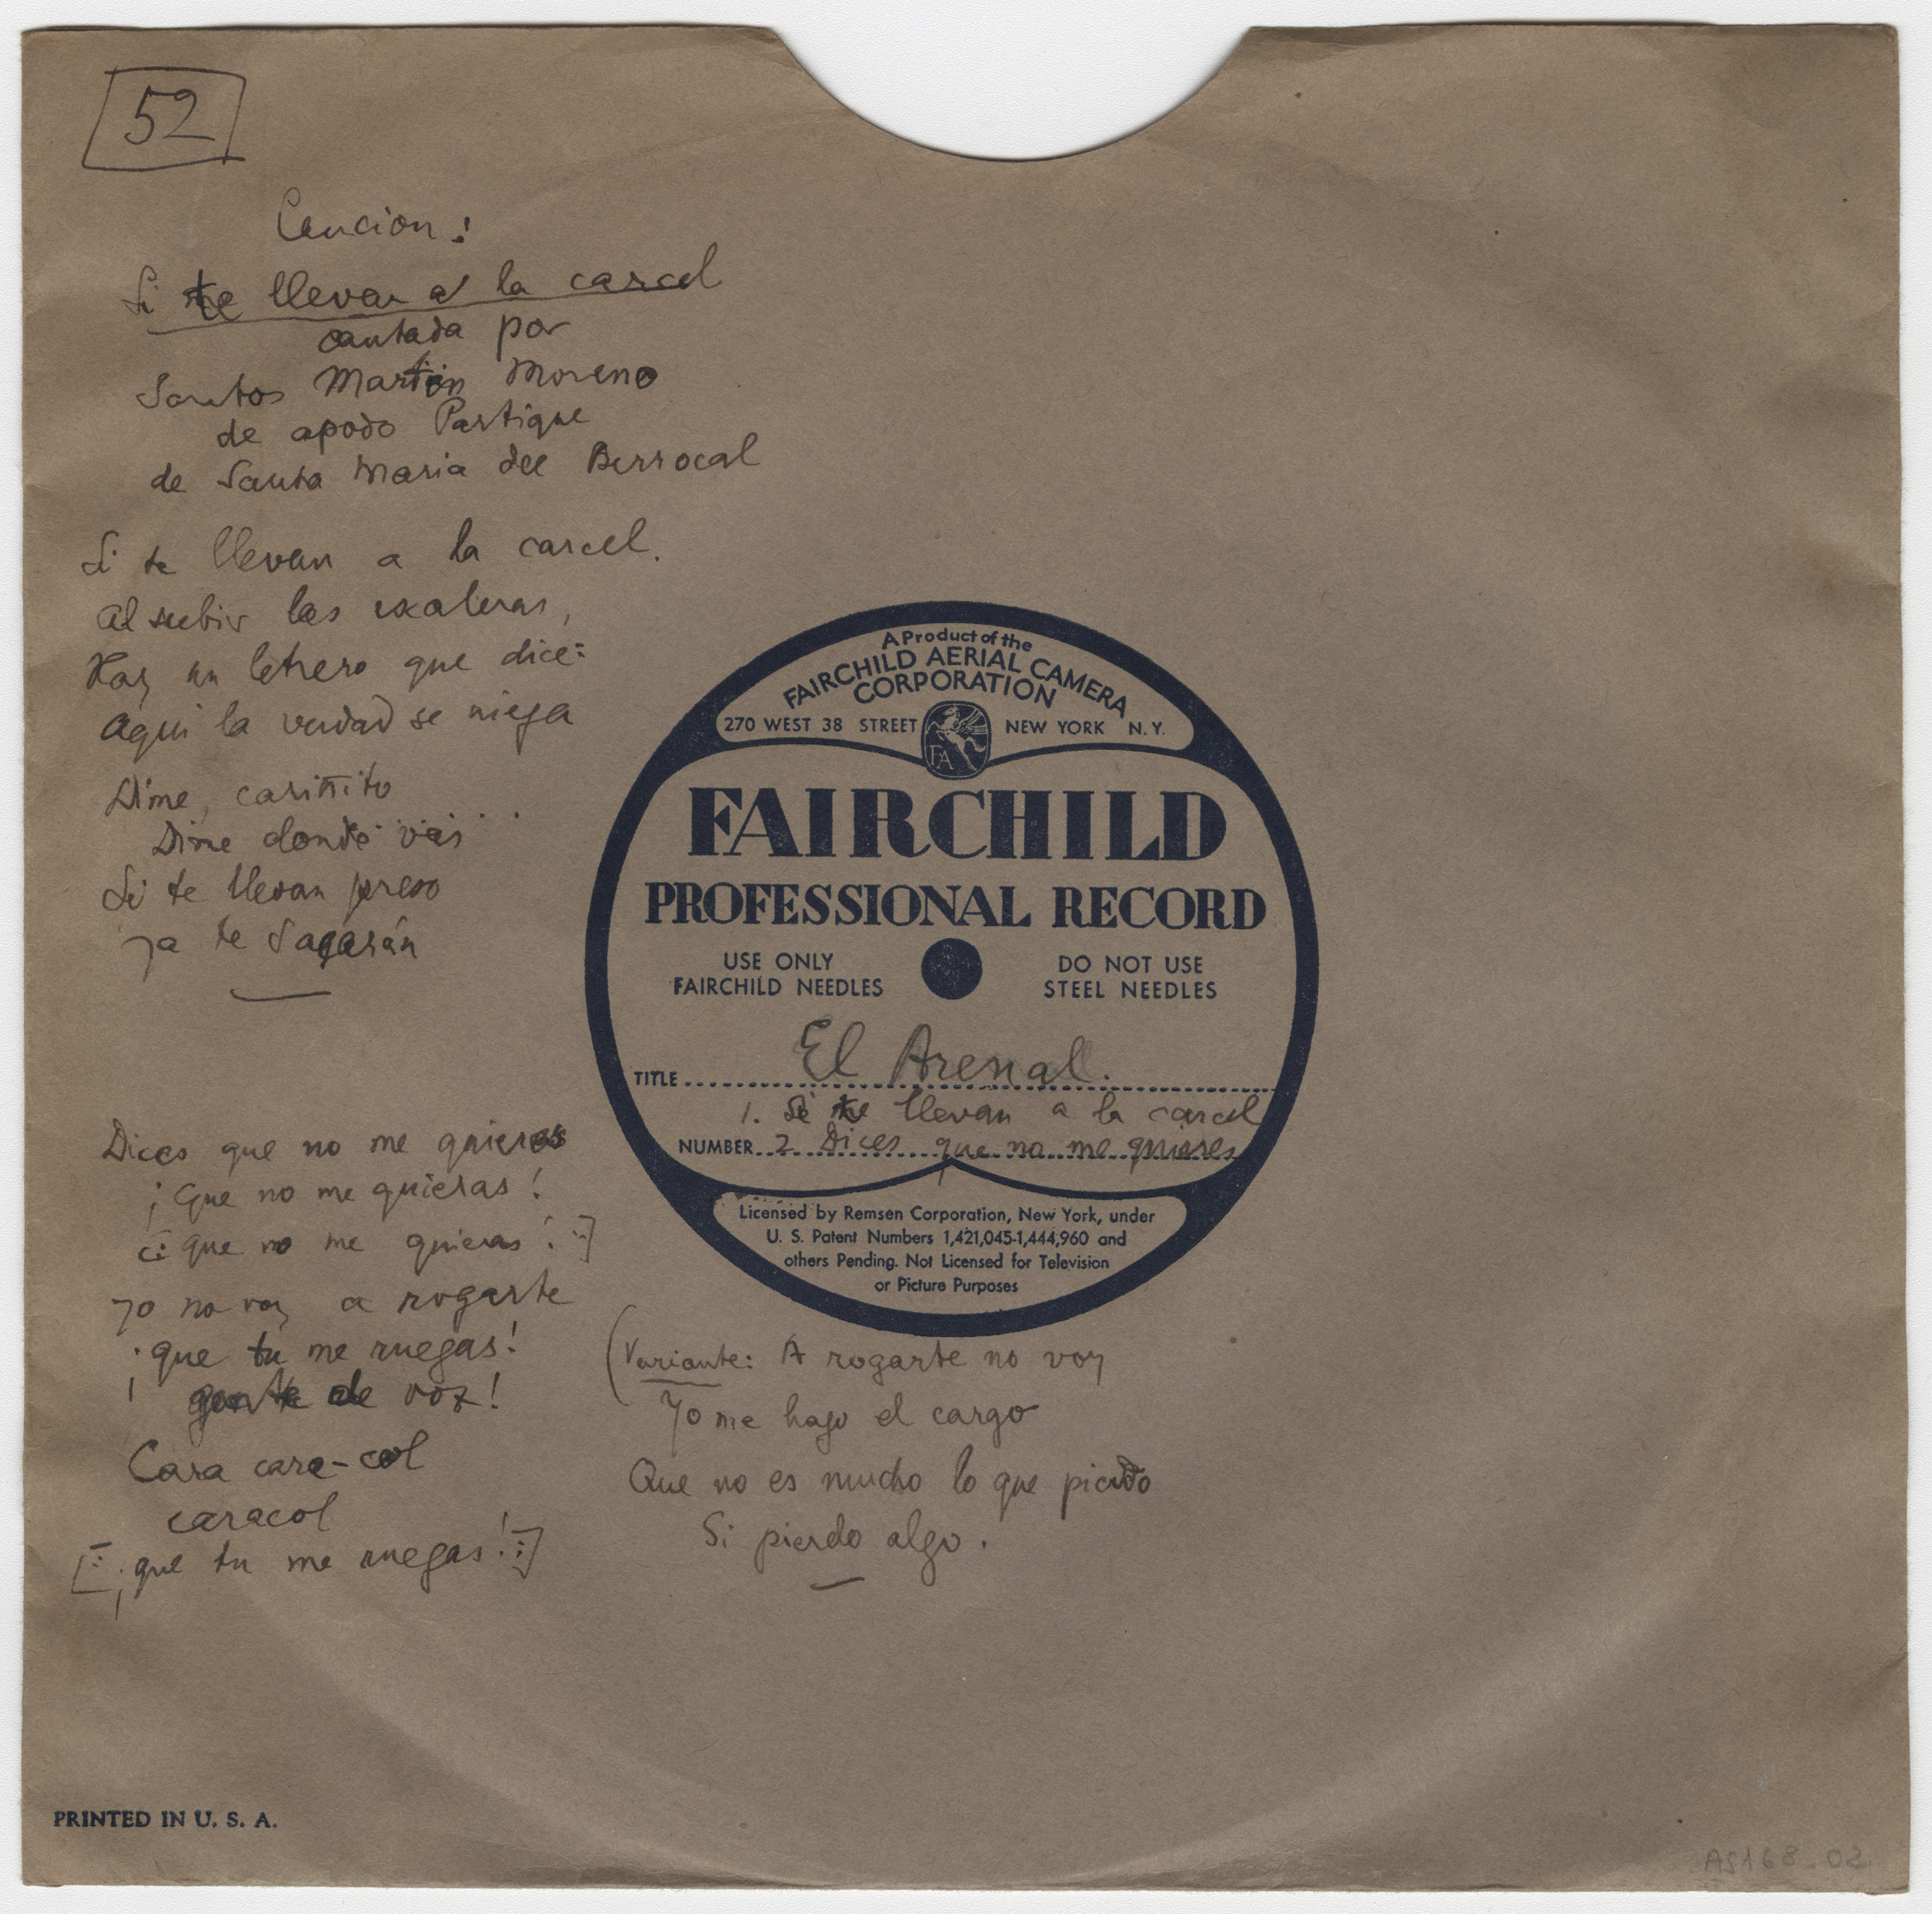 52
Cancion:
Si te llevan a la carcel
cantada por
Santos Martin Moreno
de apodo Partique
de Santa Maria del Berrocal
Si te llevan a la carcel.
Al subir las escaleras,
Hay un letrero que dice:
Aqui la verdad se niega
Dime, cariñito
Dime donde vas
Si te llevan preso
ya te sacarán
Dices que no me quieres
¡Que no me quieras!
que no me quieras! :]
yo no voy a rogarte
¡que tu me ruegas!
¡ gente de voz!
Cara cara-col
caracol
[: ¡que tu me ruegas! :]
A Product of the
FAIRCHILD AERIAL CAMERA
CORPORATION
270 WEST 38 STREET NEW YORK N.Y.
FA
FAIRCHILD
PROFESSIONAL RECORD
USE ONLY DO NOT USE
FAIRCHILD NEEDLES STEEL NEEDLES
TITLE El Arenal.
1. Si te llevan a la carcel
NUMBER 2 Dices que no me quieres
Licensed by Remsen Corporation, New York, under
U. S. Patent Numbers 1,421,045-1,444,960 and
others Pending. Not Licensed for Television
or Picture Purposes
(Variante: A rogarte no voy
Yo me hago el cargo
Que no es mucho lo que pierdo
Si pierdo algo.
PRINTED IN U. S. A.
AS168_02